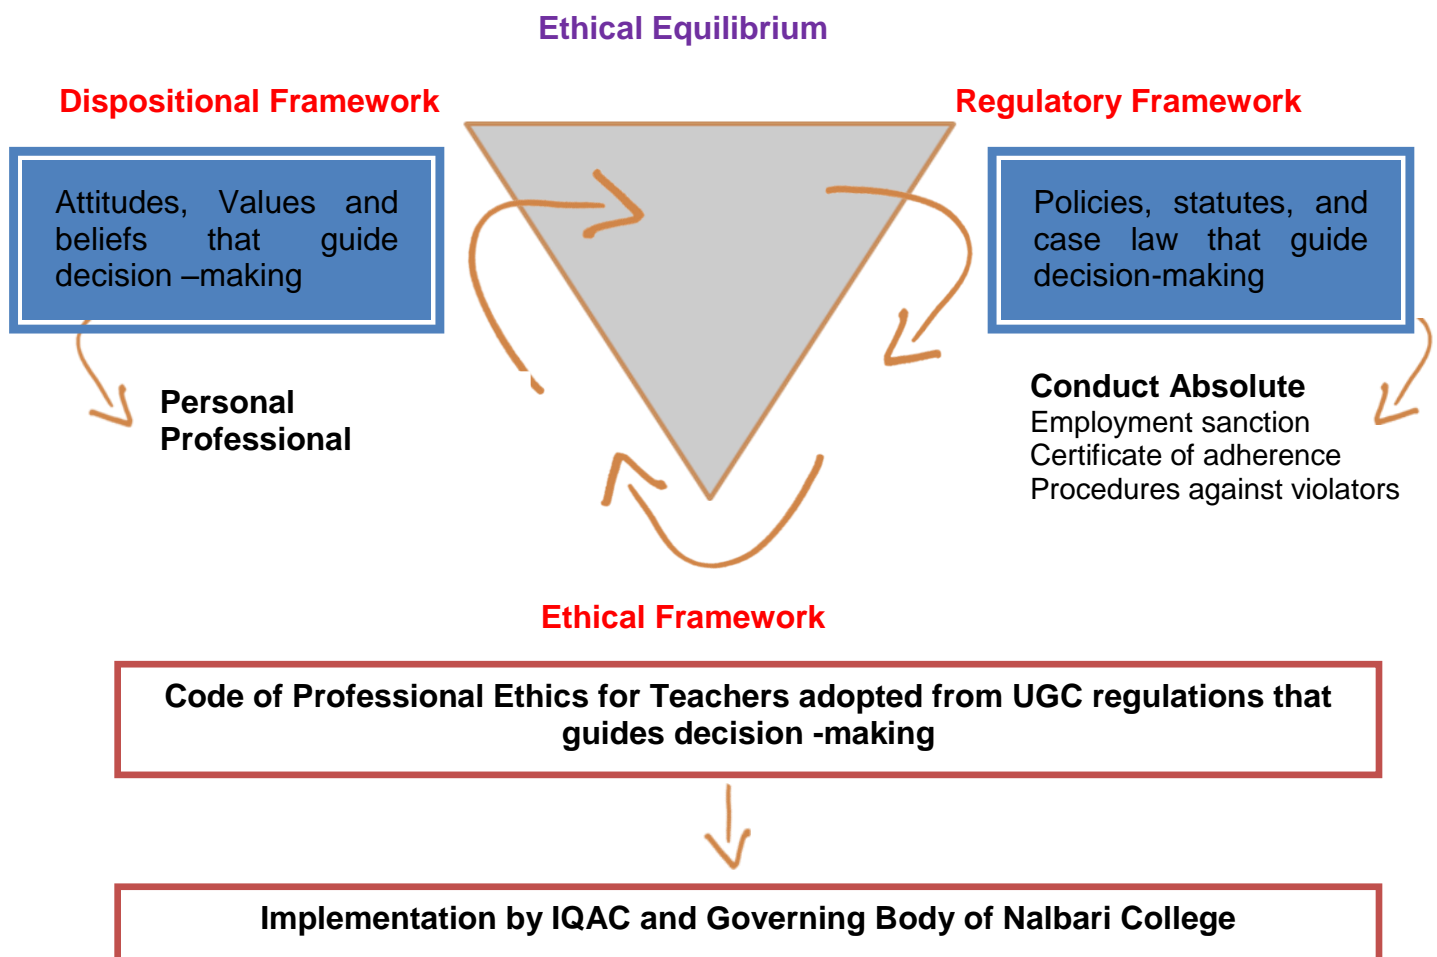 Ethical Equilibrium
Dispositional Framework
Regulatory Framework
Attitudes, Values and
beliefs that guide
decision –making
Policies, statutes, and
case law that guide
decision-making
Personal
Professional
Conduct Absolute
Employment sanction
Certificate of adherence
Procedures against violators
Ethical Framework
Code of Professional Ethics for Teachers adopted from UGC regulations that
guides decision -making
Implementation by IQAC and Governing Body of Nalbari College